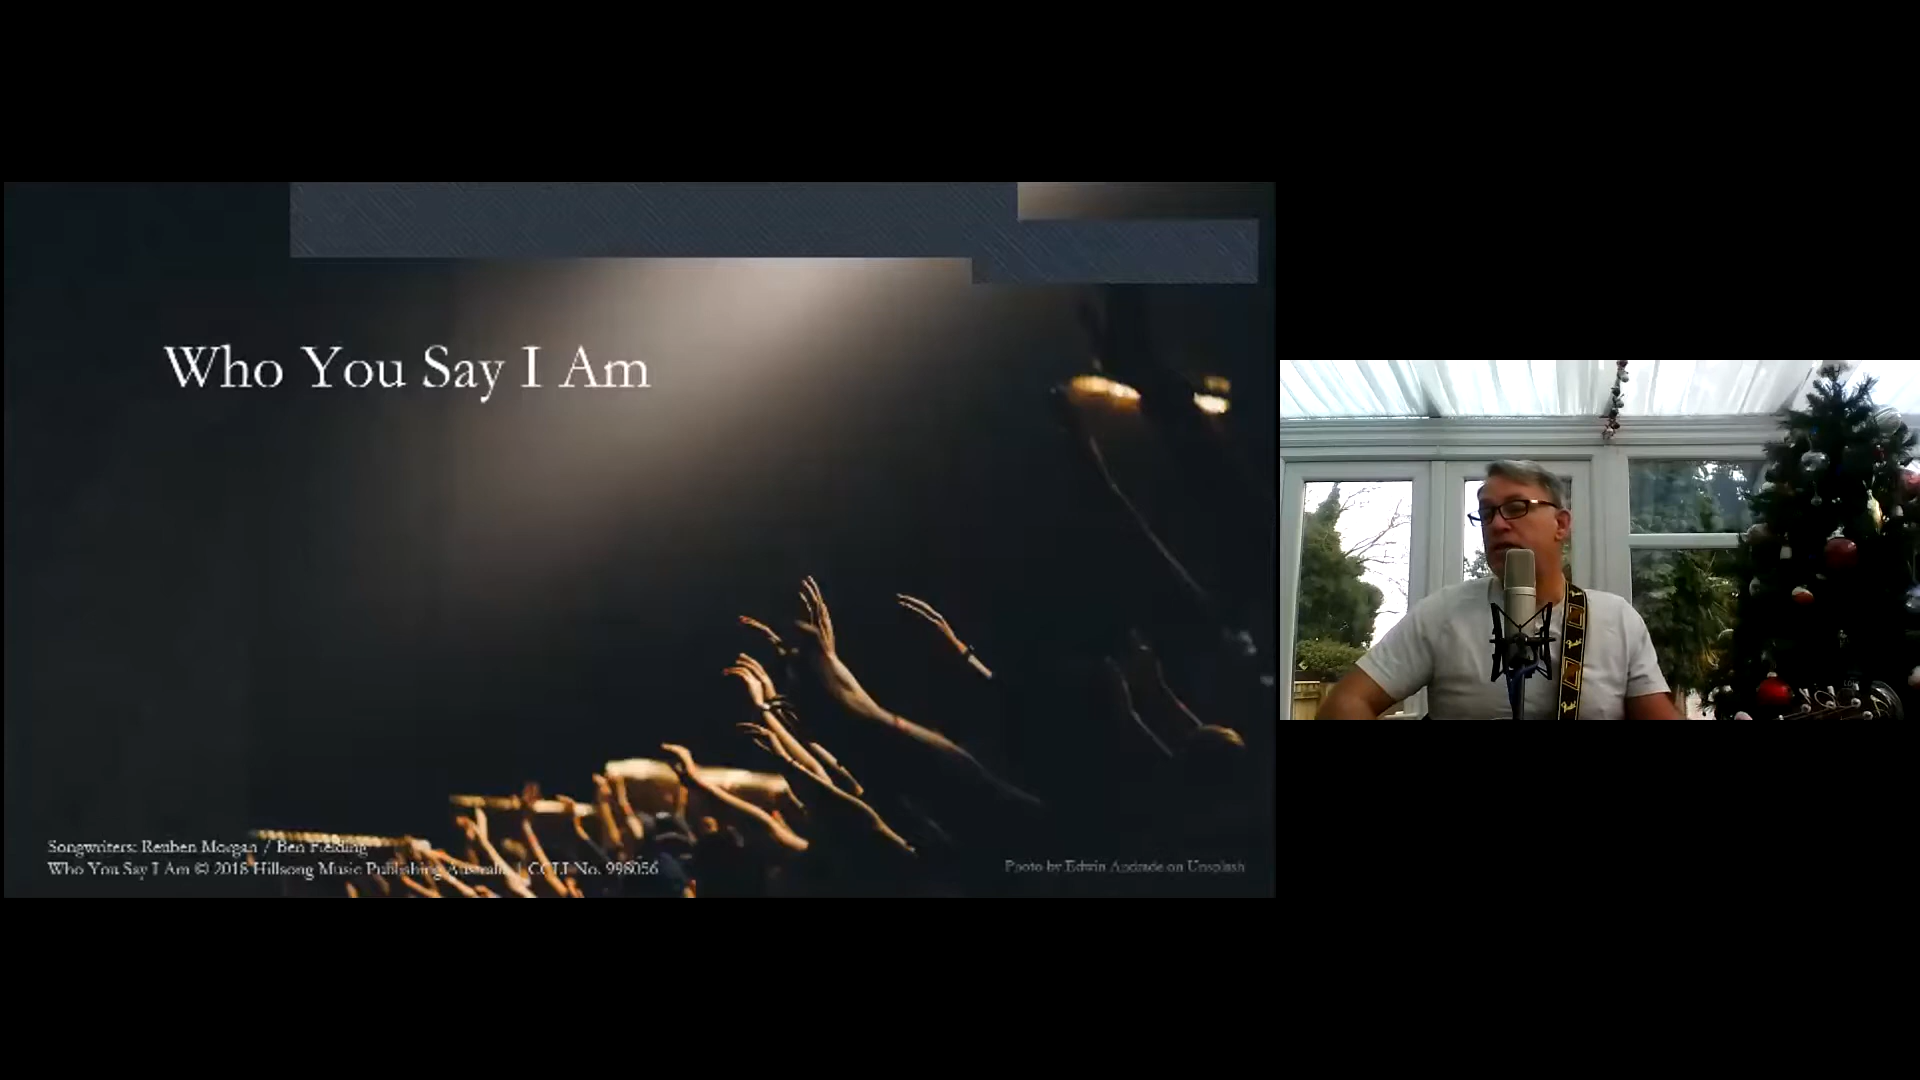 Who You Say I Am
Songwriters: Reuben Morgan / Ben Fielding
Who You Say I Am © 2018 Hillsong Music Publishing Australia | CCLI No. 998056
Photo by Edwin Andrade on Unsplash